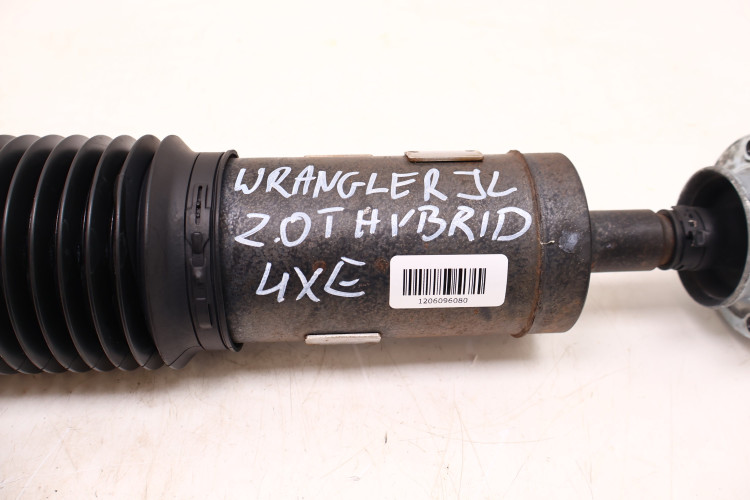 WRANGLER JL
2.0T HYBRID
4XE
1206096080